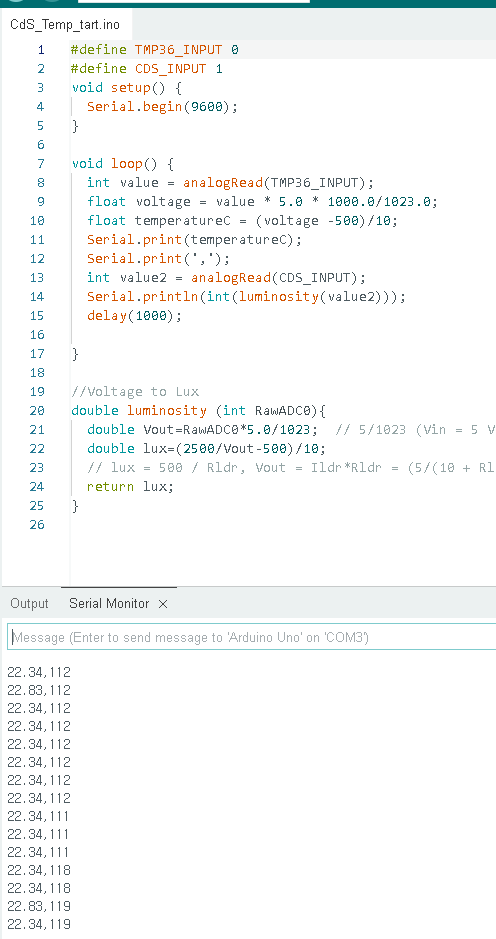 CdS_Temp_tart.ino
1 #define TMP36_INPUT 0
2 #define CDS_INPUT 1
3 void setup() {
4 Serial.begin(9600);
5 }
6
7 void loop() {
8 int value = analogRead(TMP36_INPUT);
9 float voltage = value * 5.0 * 1000.0/1023.0;
10 float temperatureC = (voltage -500)/10;
11 Serial.print(temperatureC);
12 Serial.print(',');
13 int value2 = analogRead(CDS_INPUT);
14 Serial.println(int(luminosity(value2)));
15 delay(1000);
16
17 }
18
19 //Voltage to Lux
20 double luminosity (int RawADC0){
21 double Vout=RawADC0*5.0/1023;  // 5/1023 (Vin = 5 V
22 double lux=(2500/Vout-500)/10;
23 // lux = 500 / Rldr, Vout = Ildr*Rldr = (5/(10 + Rl
24 return lux;
25 }
26
Output Serial Monitor ×
Message (Enter to send message to 'Arduino Uno' on 'COM3')
22.34,112
22.83,112
22.34,112
22.34,112
22.34,112
22.34,112
22.34,112
22.34,112
22.34,111
22.34,111
22.34,111
22.34,118
22.34,118
22.83,119
22.34,119